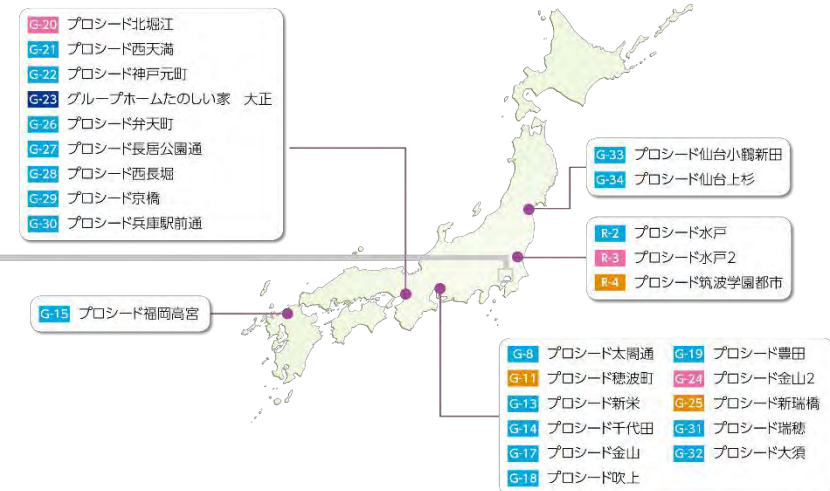 G-20 プロシード北堀江
G-21 プロシード西天満
G-22 プロシード神戸元町
G-23 グループホームたのしい家　大正
G-26 プロシード弁天町
G-27 プロシード長居公園通
G-28 プロシード西長堀
G-29 プロシード京橋
G-30 プロシード兵庫駅前通
G-33 プロシード仙台小鶴新田
G-34 プロシード仙台上杉
R-2 プロシード水戸
R-3 プロシード水戸2
R-4 プロシード筑波学園都市
G-15 プロシード福岡高宮
G-8 プロシード太閤通
G-11 プロシード穂波町
G-13 プロシード新栄
G-14 プロシード千代田
G-17 プロシード金山
G-18 プロシード吹上
G-19 プロシード豊田
G-24 プロシード金山2
G-25 プロシード新瑞橋
G-31 プロシード瑞穂
G-32 プロシード大須